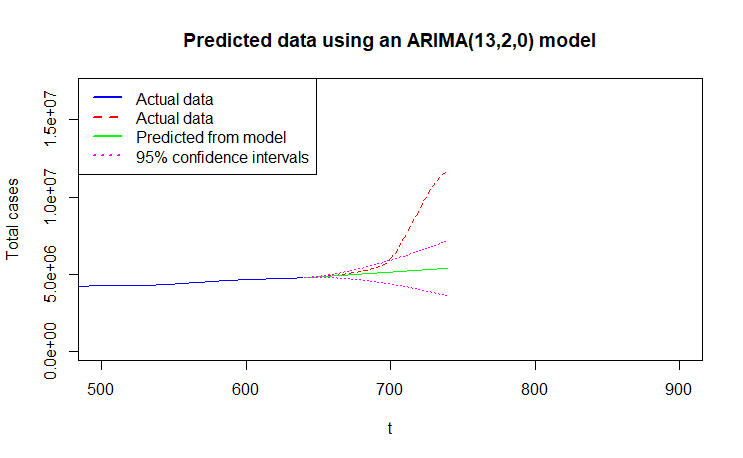 Predicted data using an ARIMA(13,2,0) model
Actual data
Actual data
Predicted from model
95% confidence intervals
Total cases
1.5e+07
1.0e+07
5.0e+06
0.0e+00
500 600 700 800 900
t